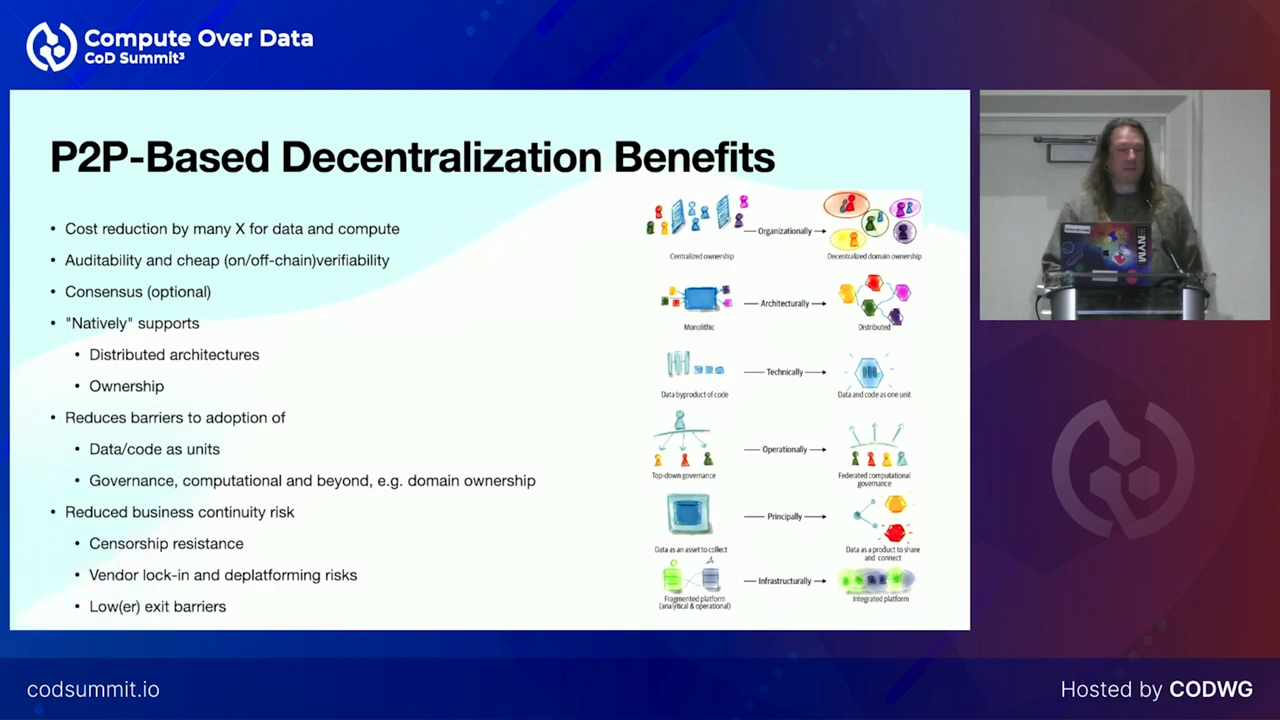 Compute Over Data
CoD Summit³
P2P-Based Decentralization Benefits
• Cost reduction by many X for data and compute
• Auditability and cheap (on/off-chain)verifiability
• Consensus (optional)
• "Natively" supports
• Distributed architectures
• Ownership
• Reduces barriers to adoption of
• Data/code as units
• Governance, computational and beyond, e.g. domain ownership
• Reduced business continuity risk
• Censorship resistance
• Vendor lock-in and deplatforming risks
• Low(er) exit barriers
Organizationally
Centralized ownership
Decentralized domain ownership
Architecturally
Monolithic
Distributed
Technically
Data byproduct of code
Data and code as one unit
Operationally
Top-down governance
Federated computational
governance
Principally
Data as an asset to collect
Data as a product to share
and connect
Infrastructurally
Fragmented platform
(analytical & operational)
Integrated platform
NYM
codsummit.io
Hosted by CODWG